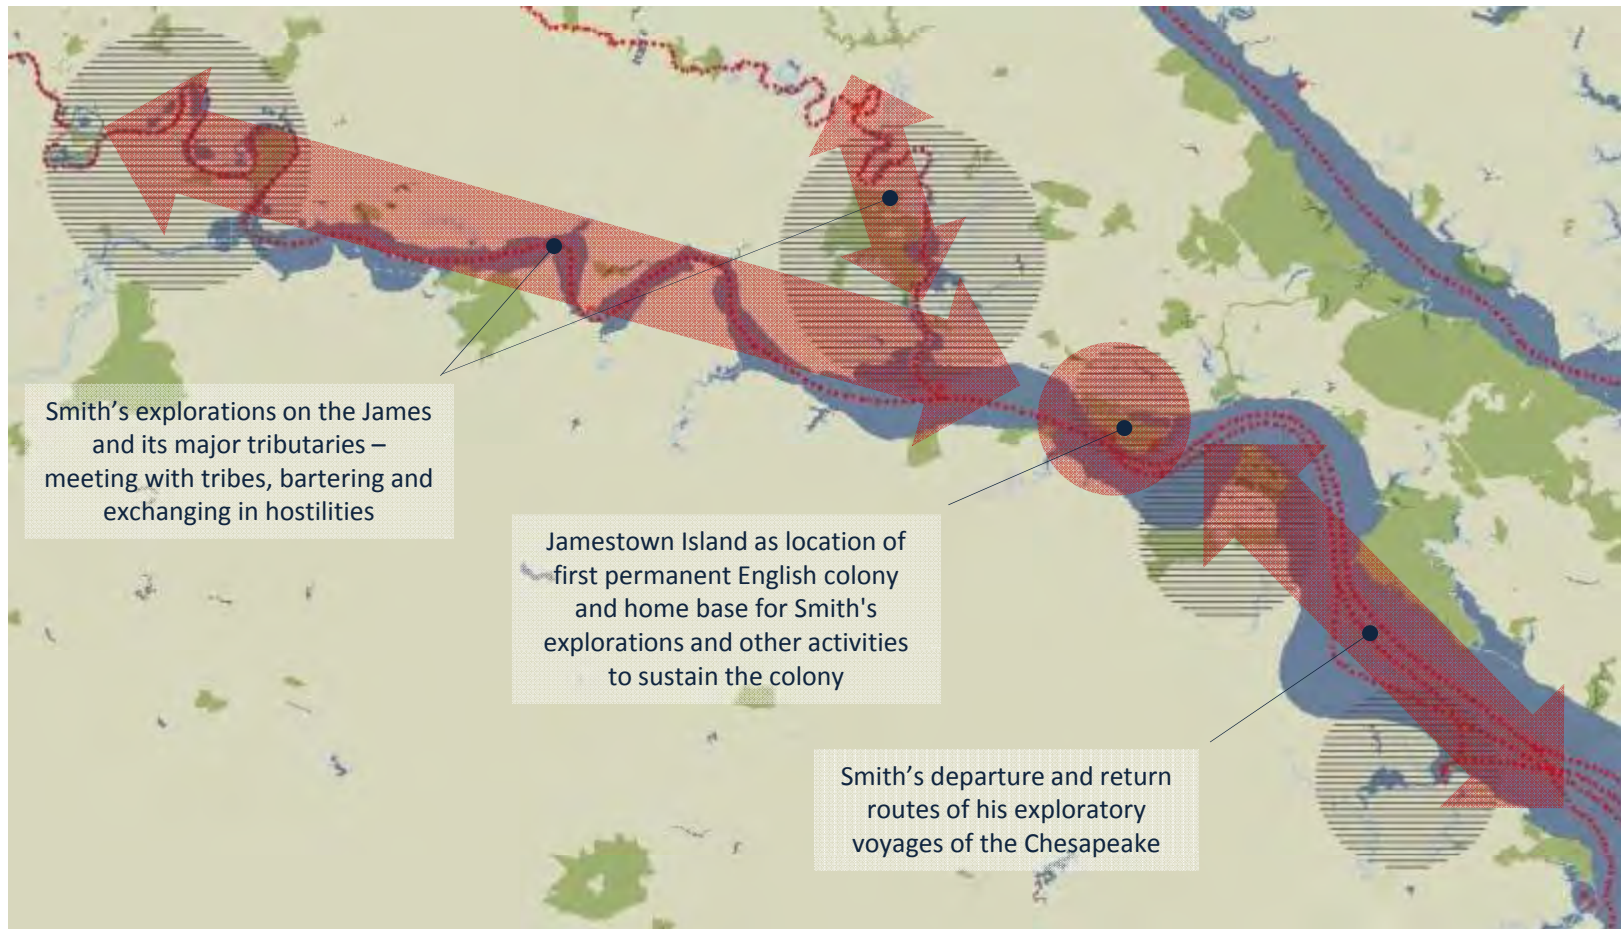 Smith’s explorations on the James
and its major tributaries –
meeting with tribes, bartering and
exchanging in hostilities
Jamestown Island as location of
first permanent English colony
and home base for Smith's
explorations and other activities
to sustain the colony
Smith’s departure and return
routes of his exploratory
voyages of the Chesapeake